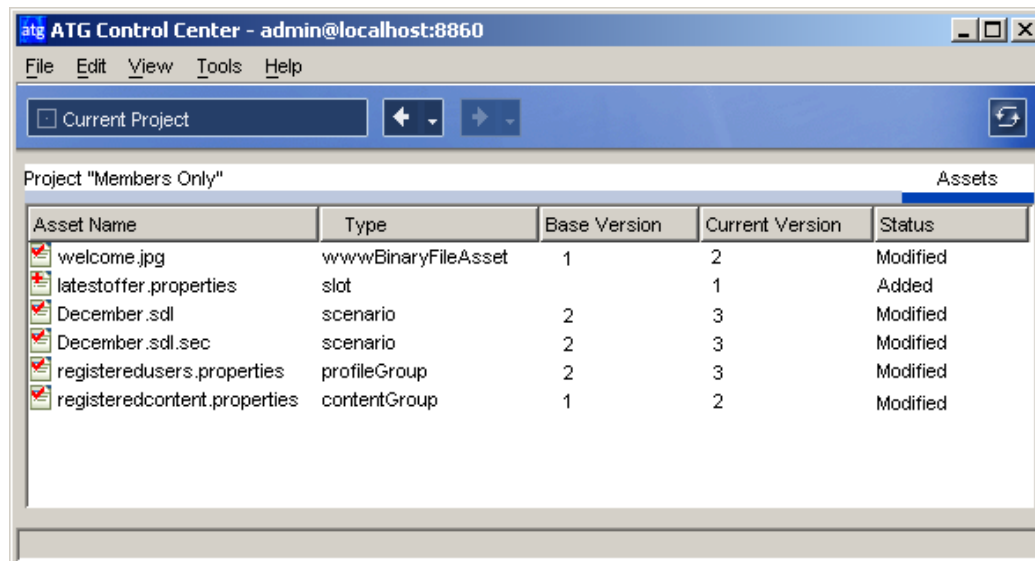 atg ATG Control Center - admin@localhost:8860
File Edit View Tools Help
Current Project
Project "Members Only" Assets
Asset Name Type Base Version Current Version Status
welcome.jpg wwwBinaryFileAsset 1 2 Modified
latestoffer.properties slot 1 Added
December.sdl scenario 2 3 Modified
December.sdl.sec scenario 2 3 Modified
registeredusers.properties profileGroup 2 3 Modified
registeredcontent.properties contentGroup 1 2 Modified